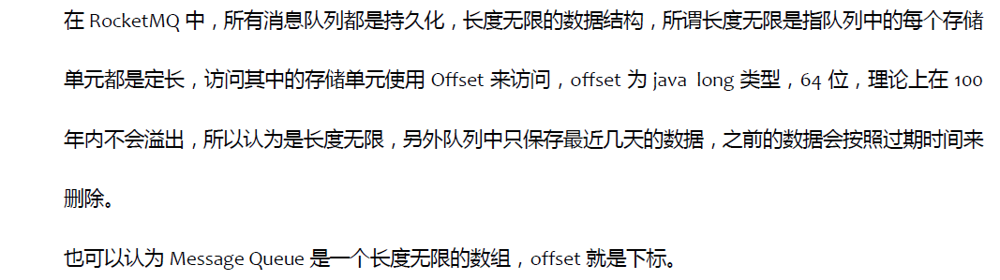 在 RocketMQ 中，所有消息队列都是持久化，长度无限的数据结构，所谓长度无限是指队列中的每个存储
单元都是定长，访问其中的存储单元使用 Offset 来访问，offset 为 java long 类型，64 位，理论上在 100
年内不会溢出，所以认为是长度无限，另外队列中只保存最近几天的数据，之前的数据会按照过期时间来
删除。
也可以认为 Message Queue 是一个长度无限的数组，offset 就是下标。